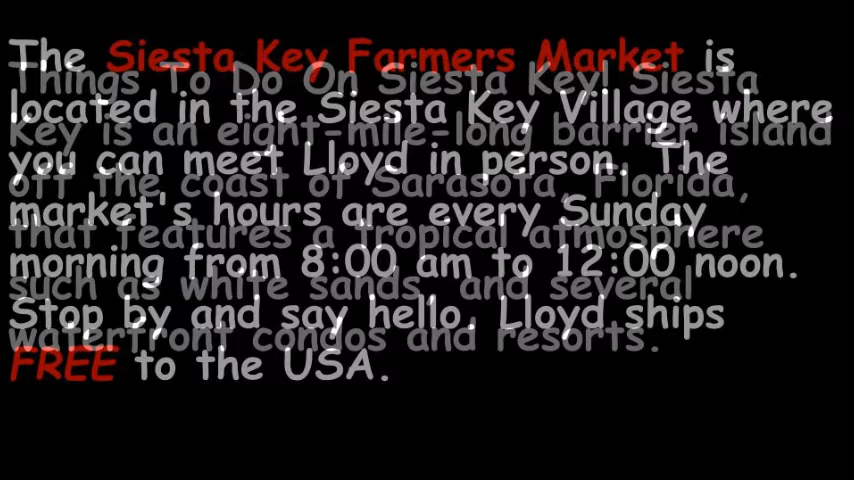 The Siesta Key Farmers Market is
Things To Do On Siesta Key! Siesta
located in the Siesta Key Village where
Key is an eight-mile-long barrier island
you can meet Lloyd in person. The
off the coast of Sarasota, Florida,
market's hours are every Sunday
that features a tropical atmosphere
morning from 8:00 am to 12:00 noon.
such as white sands, and several
Stop by and say hello. Lloyd ships
waterfront condos and resorts.
FREE to the USA.